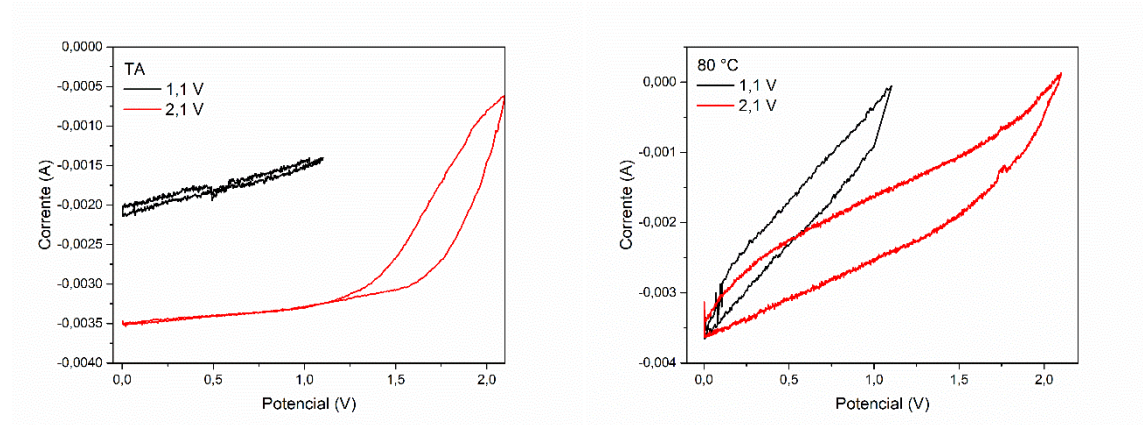 0,0000
-0,0005
-0,0010
-0,0015
-0,0020
-0,0025
-0,0030
-0,0035
-0,0040
Corrente (A)
TA
1,1 V
2,1 V
0,0 0,5 1,0 1,5 2,0
Potencial (V)
0,000
-0,001
-0,002
-0,003
-0,004
Corrente (A)
80 °C
1,1 V
2,1 V
0,0 0,5 1,0 1,5 2,0
Potencial (V)